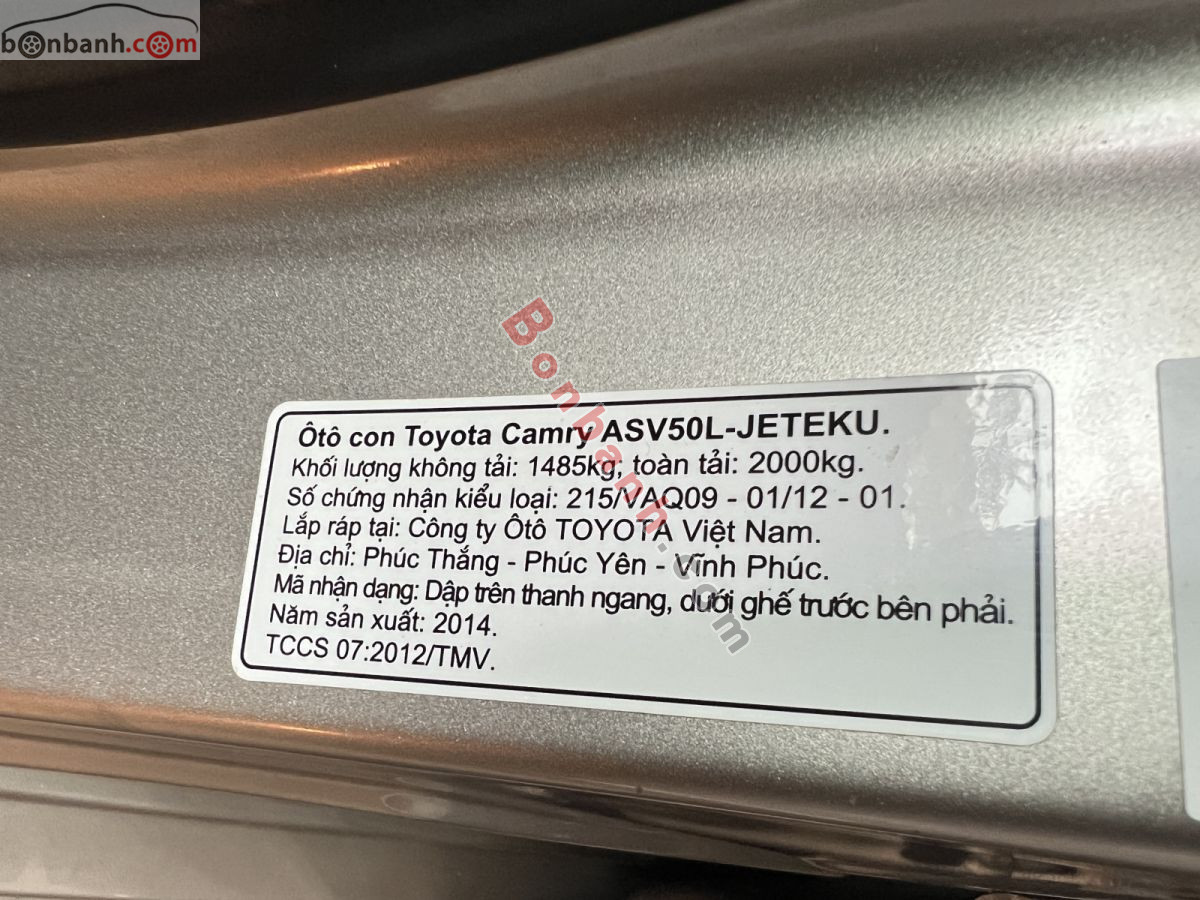 bonbanh.com
Ôtô con Toyota Camry ASV50L-JETEKU.
Khối lượng không tải: 1485kg; toàn tải: 2000kg.
Số chứng nhận kiểu loại: 215/VAQ09 - 01/12 - 01.
Lắp ráp tại: Công ty Ôtô TOYOTA Việt Nam.
Địa chỉ: Phúc Thắng - Phúc Yên - Vĩnh Phúc.
Mã nhận dạng: Dập trên thanh ngang, dưới ghế trước bên phải.
Năm sản xuất: 2014.
TCCS 07:2012/TMV.
Bonbanh.com